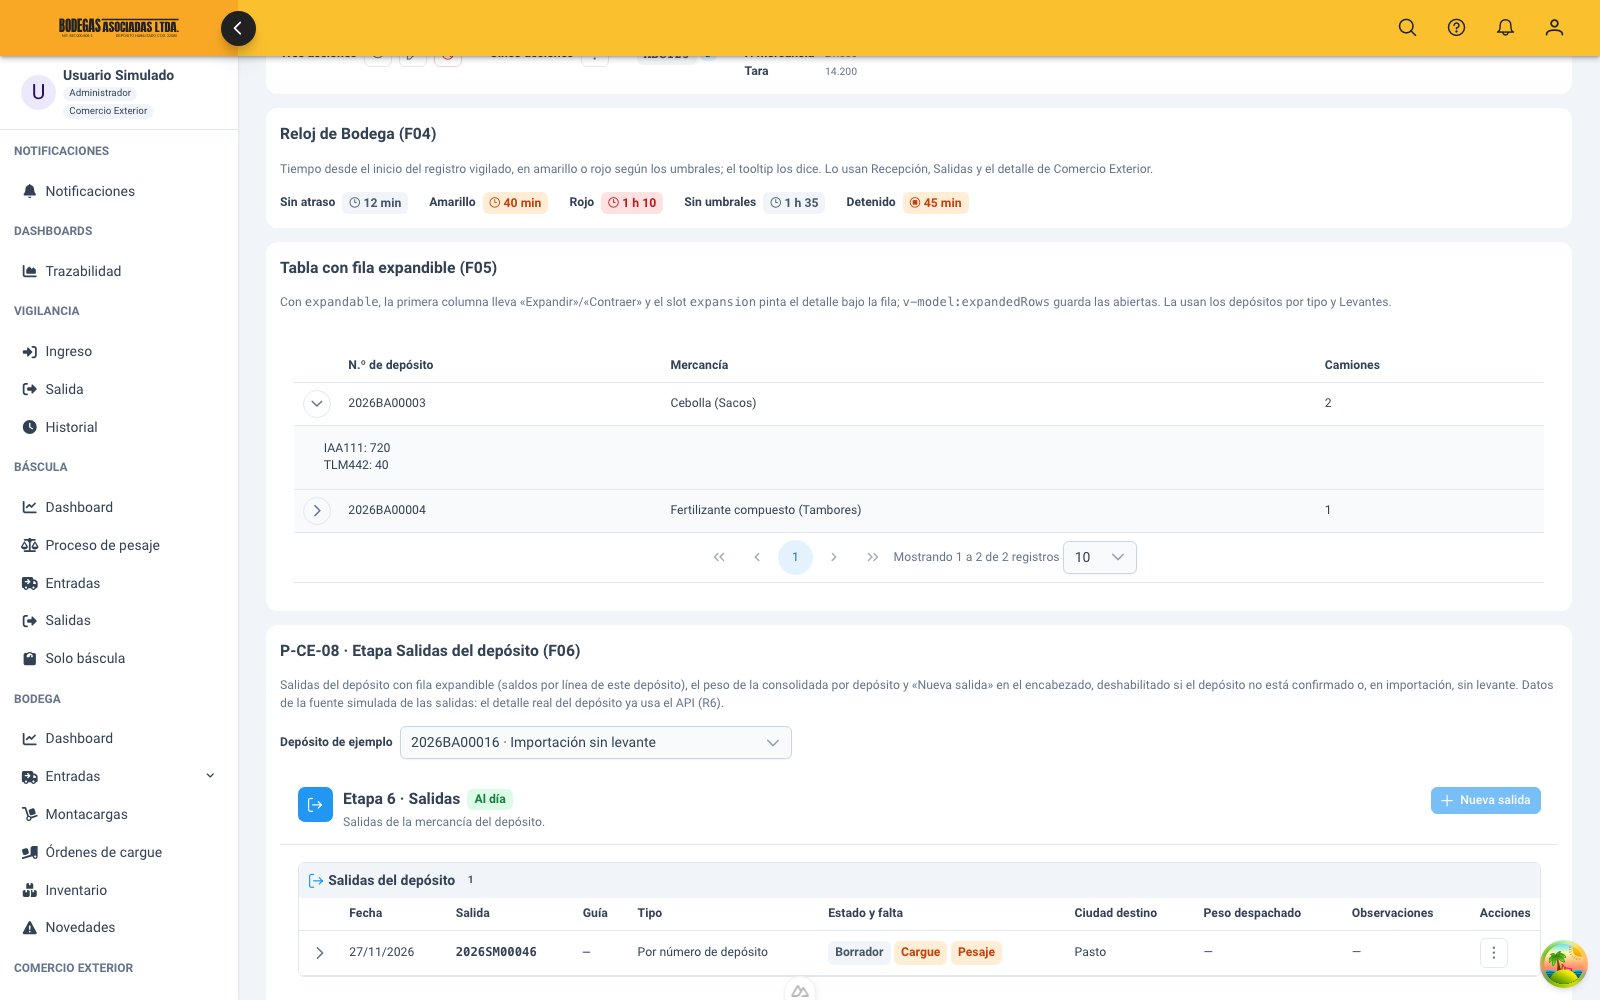 BODEGAS ASOCIADAS LTDA.
Usuario Simulado
U
Administrador
Comercio Exterior
NOTIFICACIONES
Notificaciones
DASHBOARDS
Trazabilidad
VIGILANCIA
Ingreso
Salida
Historial
BÁSCULA
Dashboard
Proceso de pesaje
Entradas
Salidas
Solo báscula
BODEGA
Dashboard
Entradas
Montacargas
Órdenes de cargue
Inventario
Novedades
COMERCIO EXTERIOR
Tara 14.200
Reloj de Bodega (F04)
Tiempo desde el inicio del registro vigilado, en amarillo o rojo según los umbrales; el tooltip los dice. Lo usan Recepción, Salidas y el detalle de Comercio Exterior.
Sin atraso 12 min Amarillo 40 min Rojo 1 h 10 Sin umbrales 1 h 35 Detenido 45 min
Tabla con fila expandible (F05)
Con expandable, la primera columna lleva «Expandir»/«Contraer» y el slot expansion pinta el detalle bajo la fila; v-model:expandedRows guarda las abiertas. La usan los depósitos por tipo y Levantes.
N.º de depósito Mercancía Camiones
2026BA00003 Cebolla (Sacos) 2
IAA111: 720
TLM442: 40
2026BA00004 Fertilizante compuesto (Tambores) 1
1 Mostrando 1 a 2 de 2 registros 10
P-CE-08 · Etapa Salidas del depósito (F06)
Salidas del depósito con fila expandible (saldos por línea de este depósito), el peso de la consolidada por depósito y «Nueva salida» en el encabezado, deshabilitado si el depósito no está confirmado o, en importación, sin levante. Datos
de la fuente simulada de las salidas: el detalle real del depósito ya usa el API (R6).
Depósito de ejemplo 2026BA00016 · Importación sin levante
Etapa 6 · Salidas Al día
Salidas de la mercancía del depósito.
Nueva salida
Salidas del depósito 1
Fecha Salida Guía Tipo Estado y falta Ciudad destino Peso despachado Observaciones Acciones
27/11/2026 2026SM00046 – Por número de depósito Borrador Cargue Pesaje Pasto – –